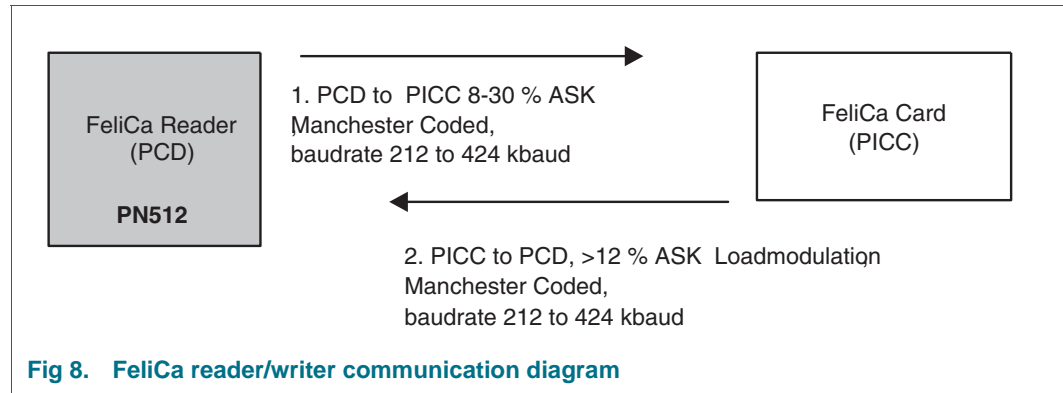 FeliCa Reader
(PCD)
PN512
1. PCD to PICC 8-30 % ASK
Manchester Coded,
baudrate 212 to 424 kbaud
FeliCa Card
(PICC)
2. PICC to PCD, >12 % ASK Loadmodulation
Manchester Coded,
baudrate 212 to 424 kbaud
Fig 8. FeliCa reader/writer communication diagram